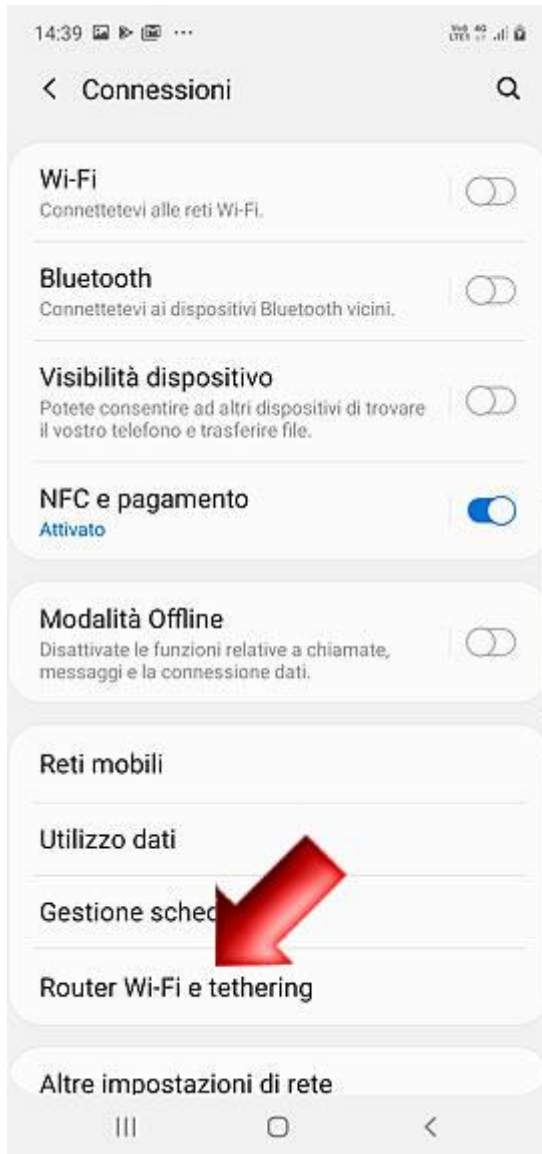 14:39
Connessioni
Wi-Fi
Connettetevi alle reti Wi-Fi.
Bluetooth
Connettetevi ai dispositivi Bluetooth vicini.
Visibilità dispositivo
Potete consentire ad altri dispositivi di trovare
il vostro telefono e trasferire file.
NFC e pagamento
Attivato
Modalità Offline
Disattivate le funzioni relative a chiamate,
messaggi e la connessione dati.
Reti mobili
Utilizzo dati
Gestione
Router Wi-Fi e tethering
Altre impostazioni di rete